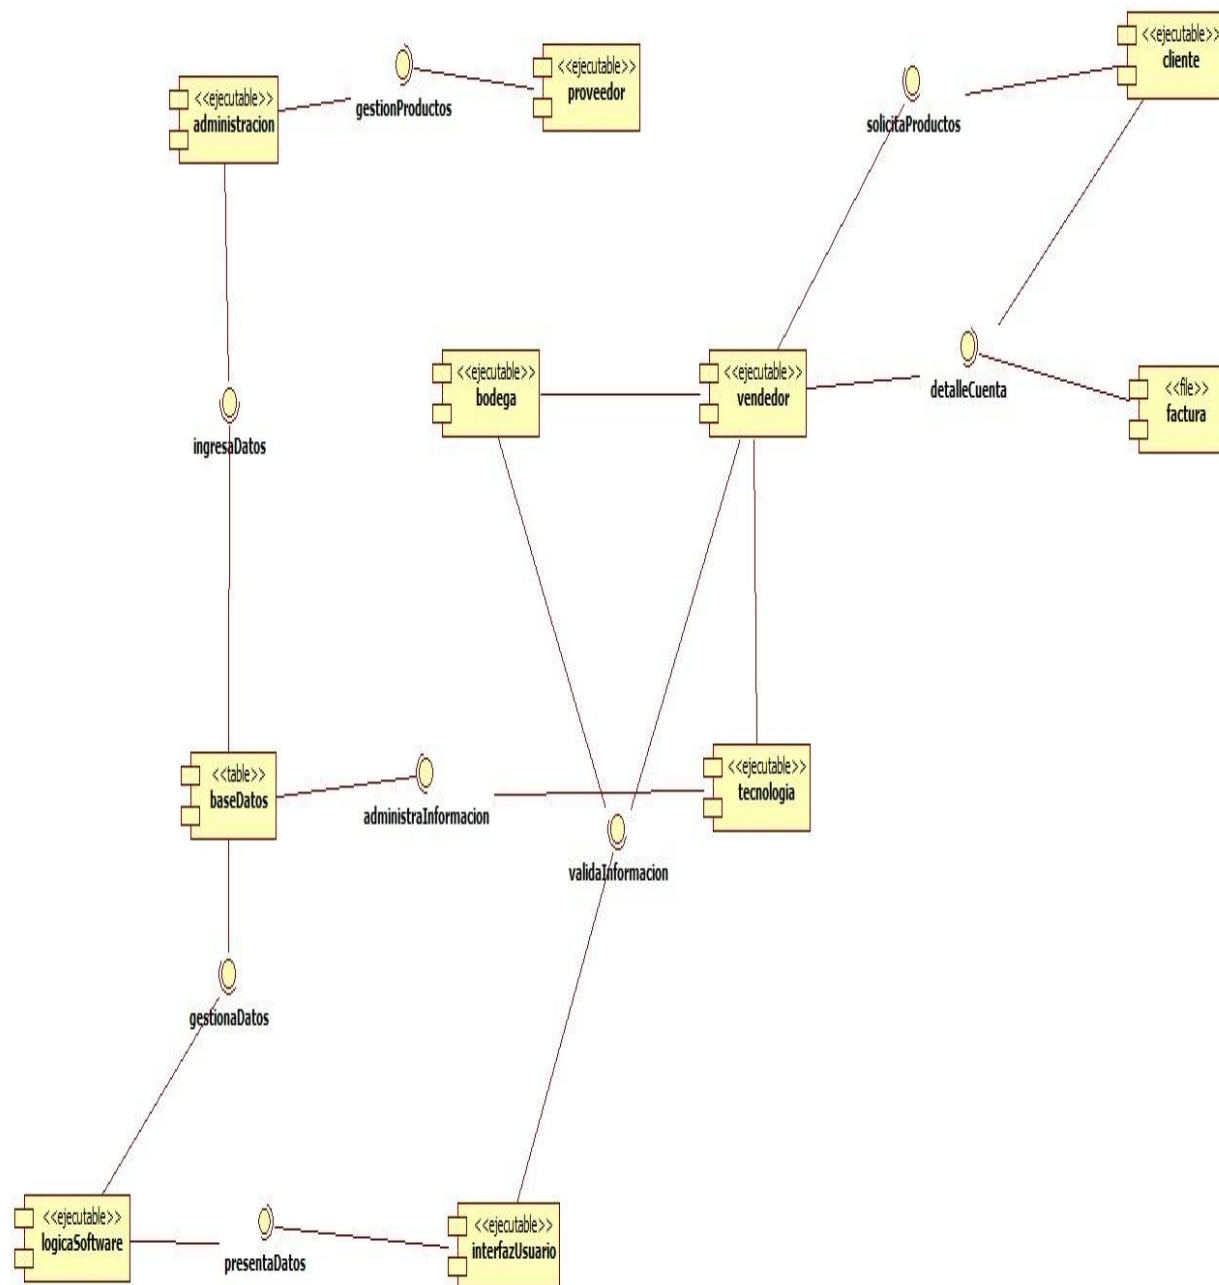 <<ejecutable>>
cliente
<<ejecutable>>
proveedor
<<ejecutable>>
administracion
gestionProductos
solicitaProductos
<<ejecutable>>
bodega
<<ejecutable>>
vendedor
detalleCuenta
<<file>>
factura
ingresaDatos
<<table>>
baseDatos
administraInformacion
<<ejecutable>>
tecnologia
validaInformacion
gestionaDatos
<<ejecutable>>
logicaSoftware
presentaDatos
<<ejecutable>>
interfazUsuario